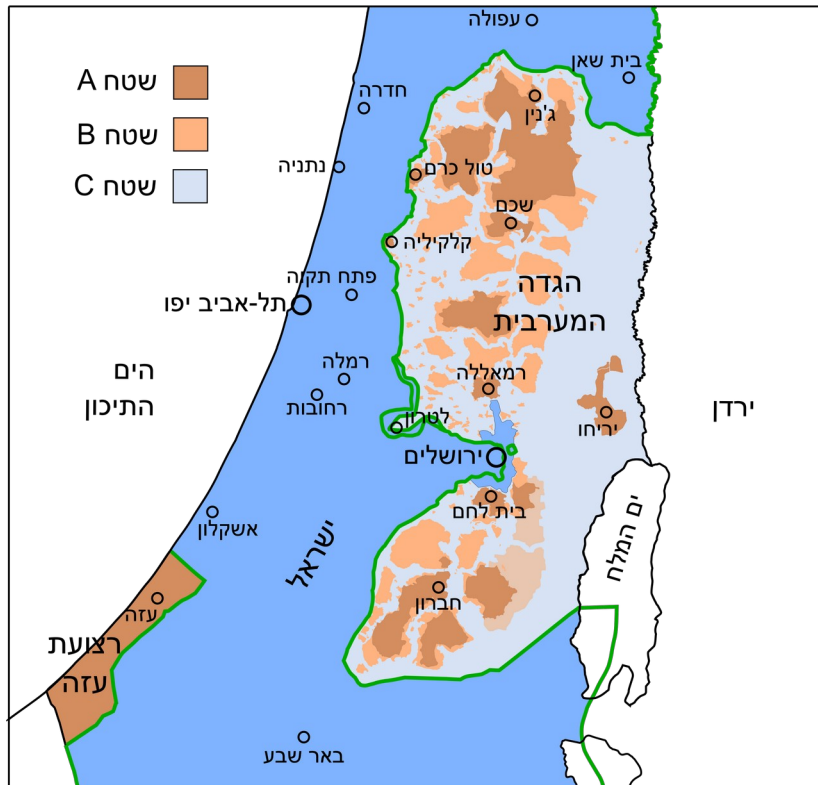 עפולה
בית שאן
שטח A
חדרה
ג'נין
שטח B
נתניה
טול כרם
שטח C
שכם
קלקיליה
פתח תקוה
הגדה
המערבית
תל-אביב יפו
רמלה
רמאללה
הים
התיכון
רחובות
לטרון
יריחו
ירדן
ירושלים
בית לחם
אשקלון
ישראל
ים המלח
חברון
עזה
רצועת
עזה
באר שבע